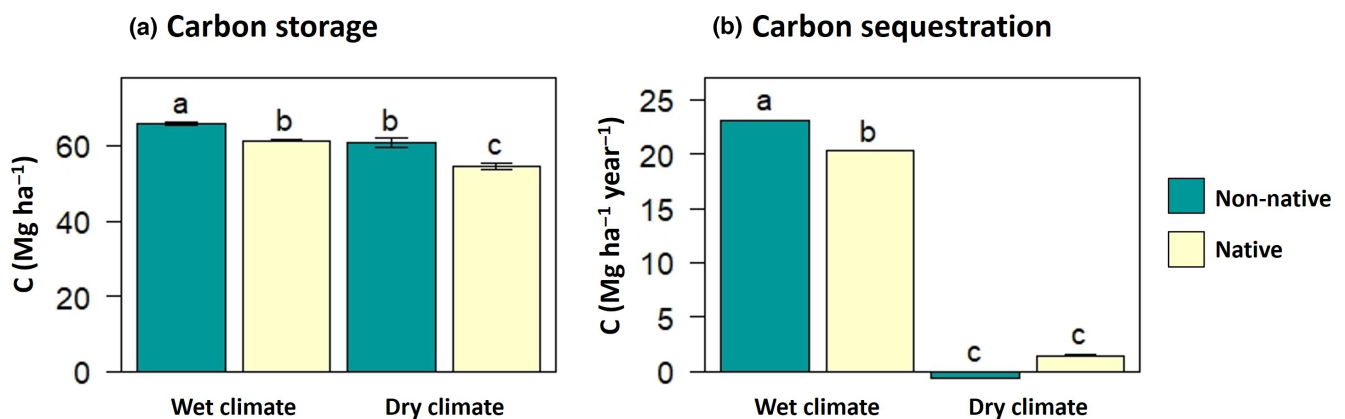 (a) Carbon storage
C (Mg ha⁻¹)
60
40
20
0
a
b
b
c
Wet climate
Dry climate
(b) Carbon sequestration
C (Mg ha⁻¹ year⁻¹)
25
20
15
10
5
0
a
b
c
c
Wet climate
Dry climate
Non-native
Native